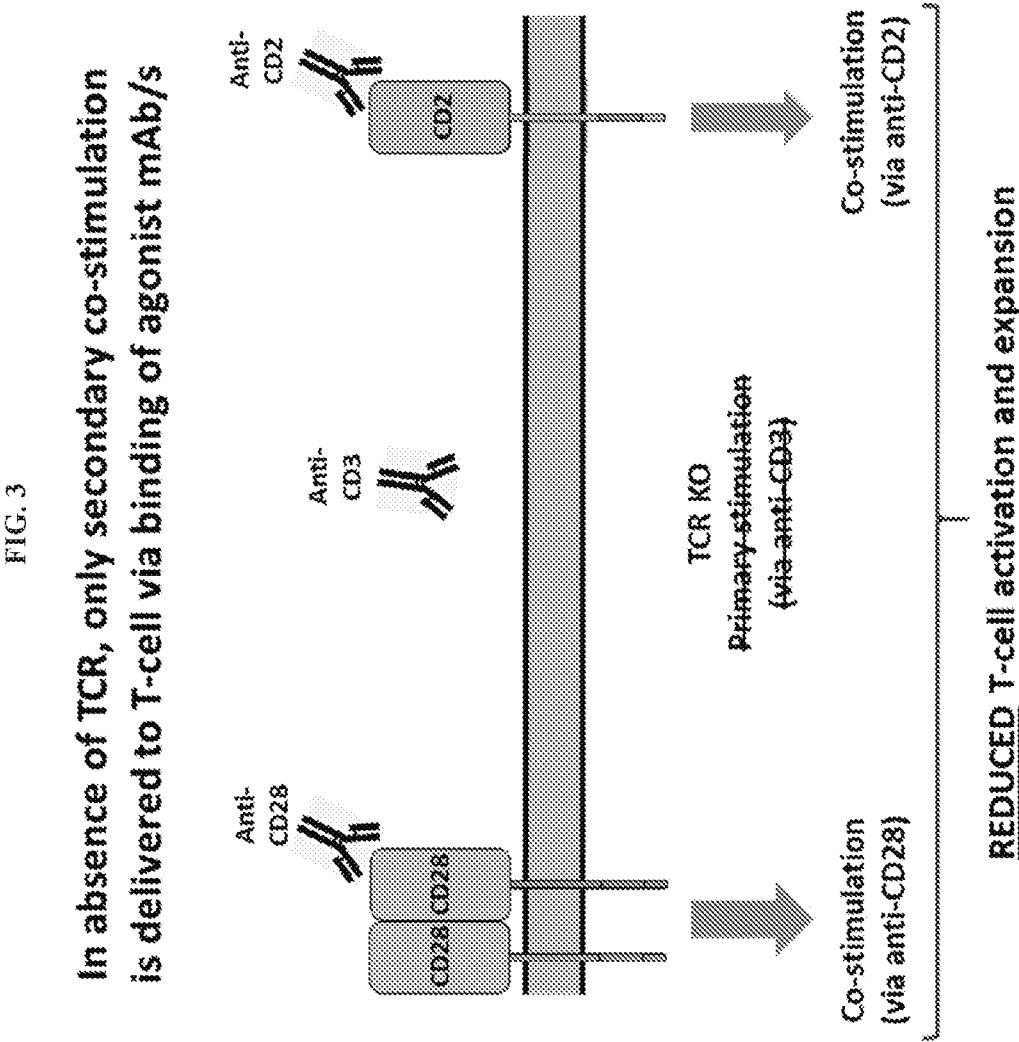 FIG. 3
In absence of TCR, only secondary co-stimulation
is delivered to T-cell via binding of agonist mAb/s
Anti-
CD28
Anti-
CD3
Anti-
CD2
CD28
CD28
CD2
TCR KO
Primary stimulation
(via anti-CD3)
Co-stimulation
(via anti-CD28)
Co-stimulation
(via anti-CD2)
REDUCED T-cell activation and expansion